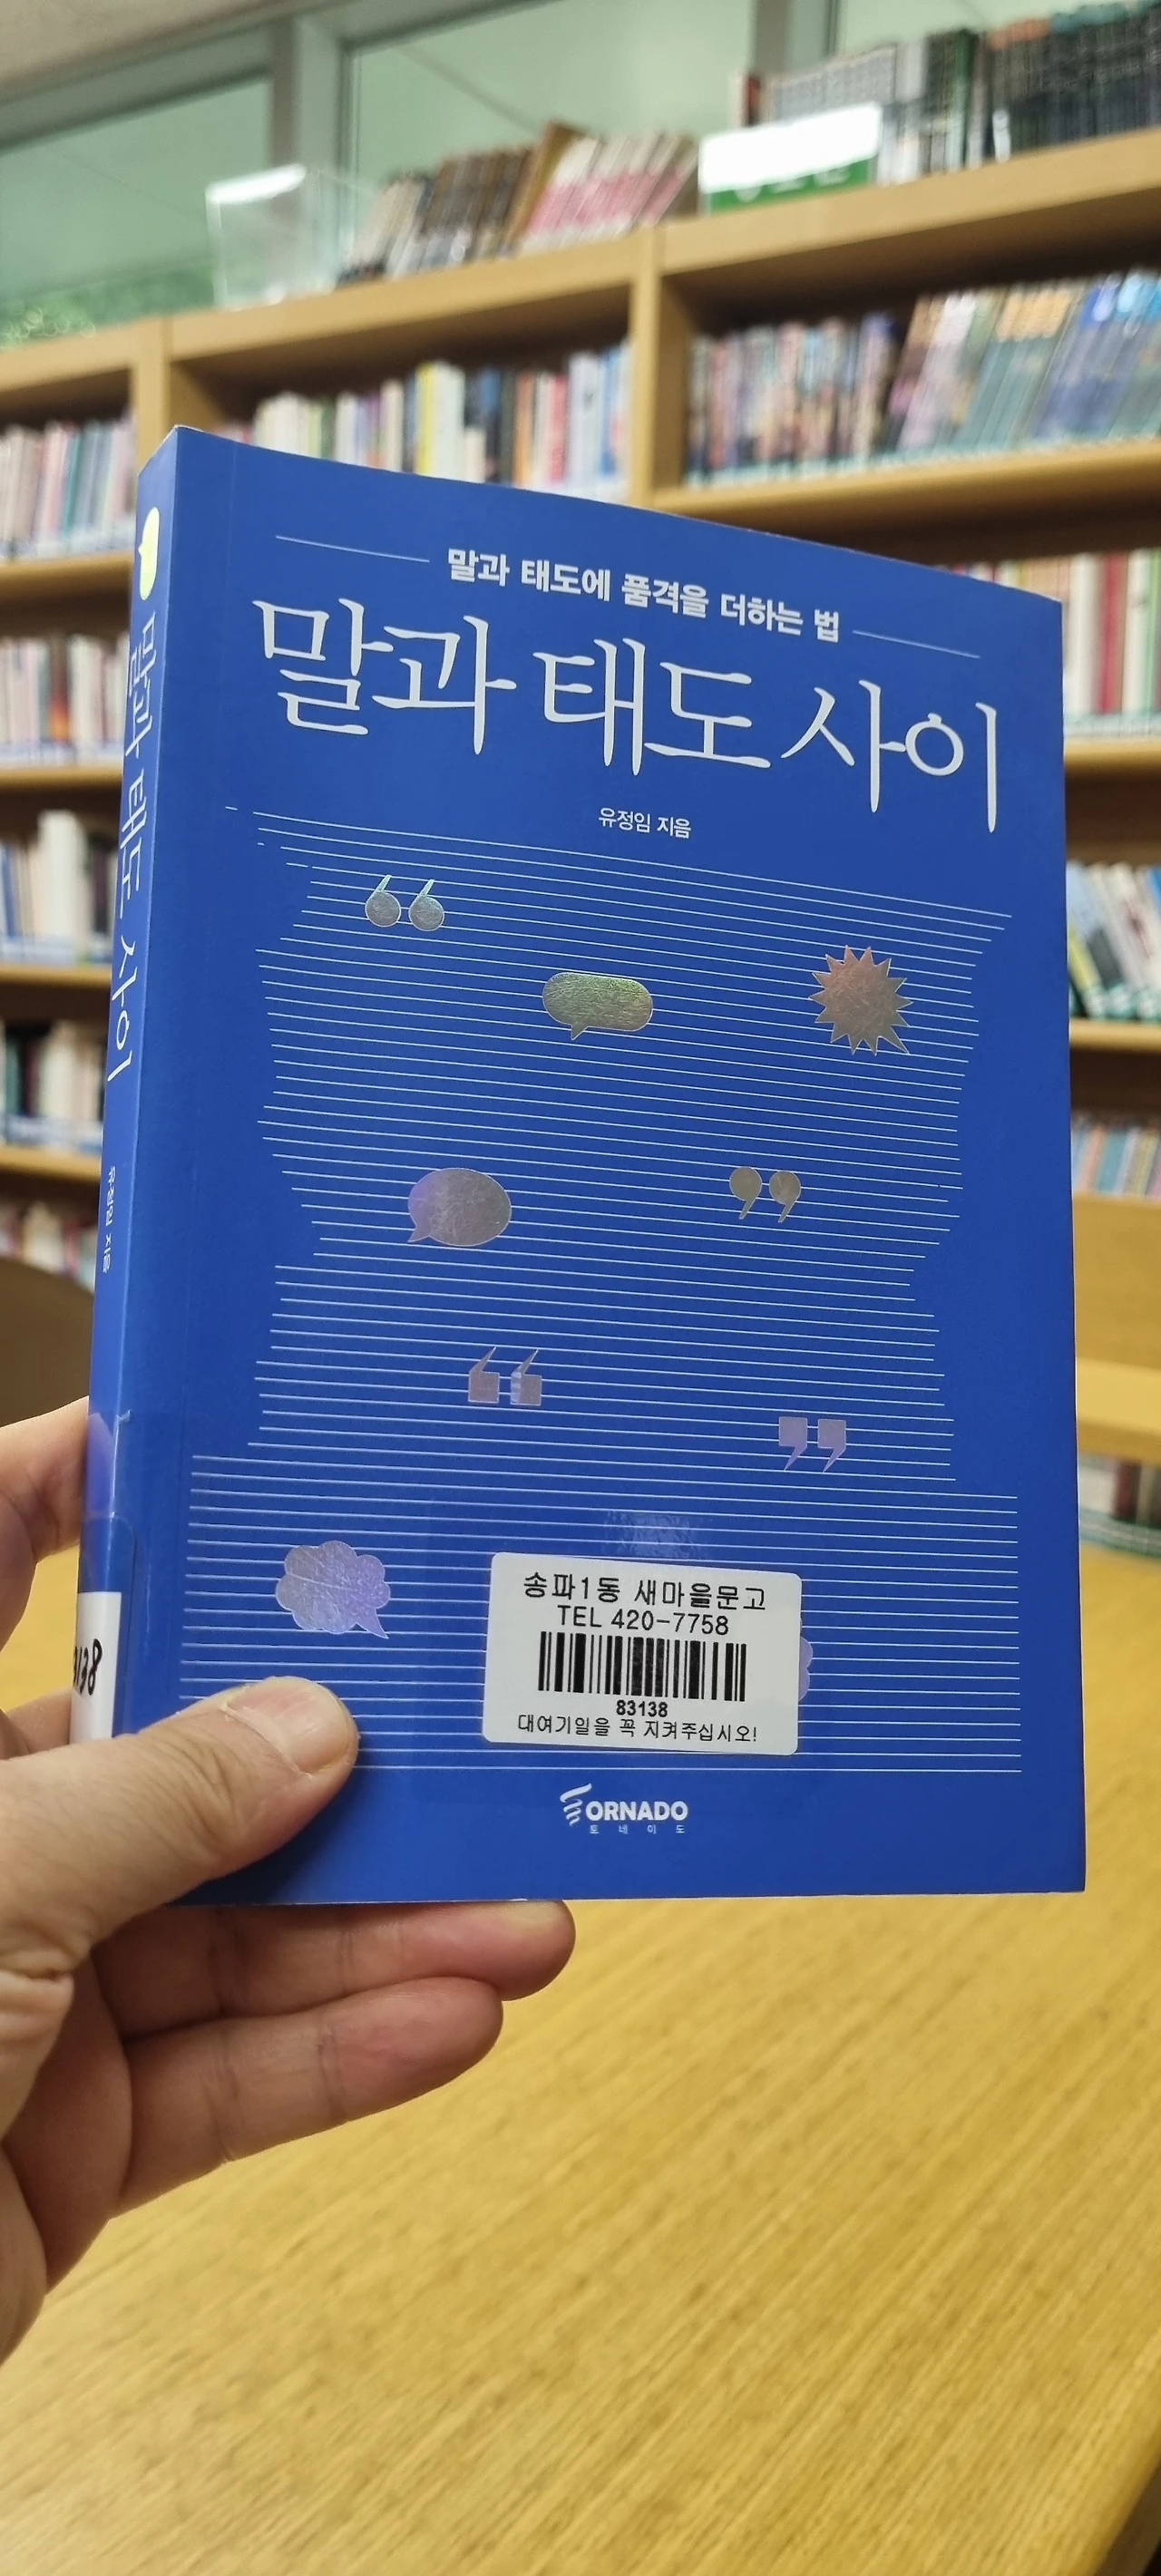 말과 태도에 품격을 더하는 법
말과 태도 사이
유정임 지음
송파1동 새마을문고
TEL 420-7758
83138
대여기일을 꼭 지켜주십시오!
TORNADO
토네이도
말과 태도 사이
유정임 지음
3138